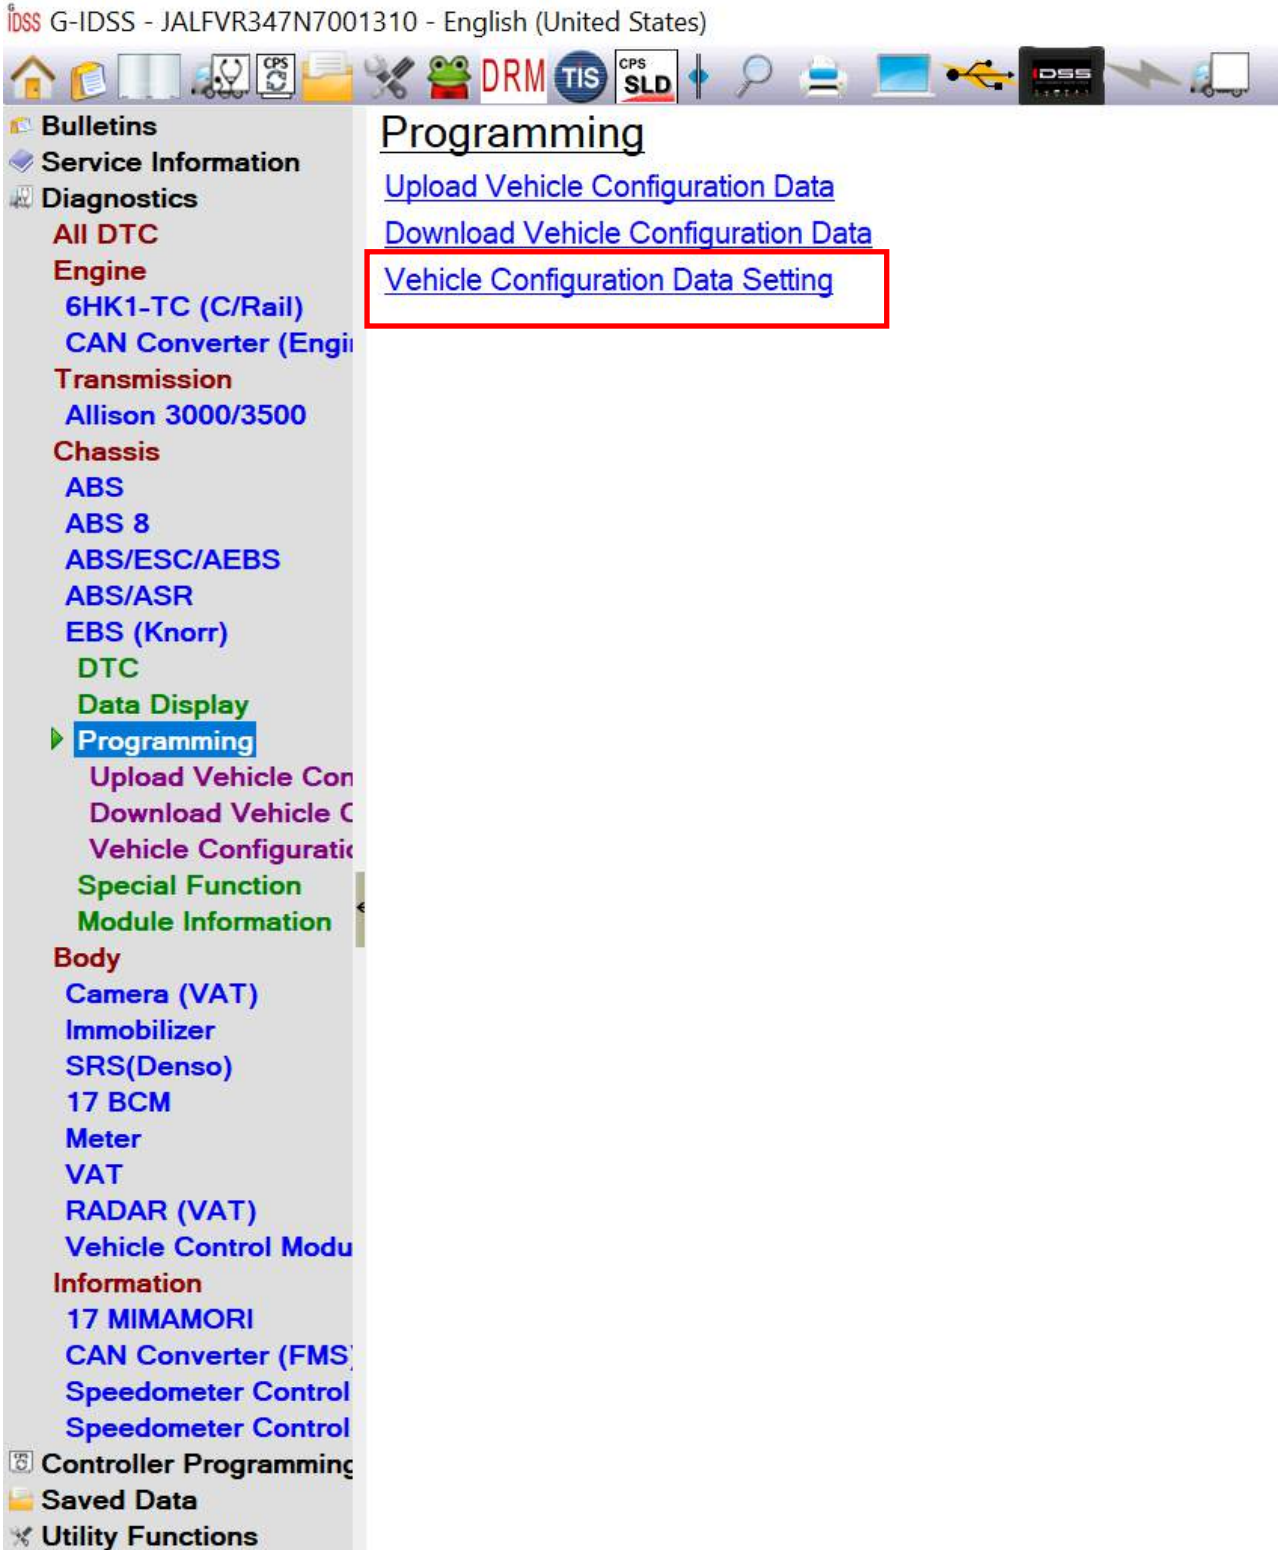 G-IDSS - JALFVR347N7001310 - English (United States)
CPS
DRM
TIS
CPS
SLD
IDSS
Bulletins
Service Information
Diagnostics
All DTC
Engine
6HK1-TC (C/Rail)
CAN Converter (Engi
Transmission
Allison 3000/3500
Chassis
ABS
ABS 8
ABS/ESC/AEBS
ABS/ASR
EBS (Knorr)
DTC
Data Display
Programming
Upload Vehicle Con
Download Vehicle C
Vehicle Configuratio
Special Function
Module Information
Body
Camera (VAT)
Immobilizer
SRS(Denso)
17 BCM
Meter
VAT
RADAR (VAT)
Vehicle Control Modu
Information
17 MIMAMORI
CAN Converter (FMS)
Speedometer Control
Speedometer Control
Controller Programming
Saved Data
Utility Functions
Programming
Upload Vehicle Configuration Data
Download Vehicle Configuration Data
Vehicle Configuration Data Setting